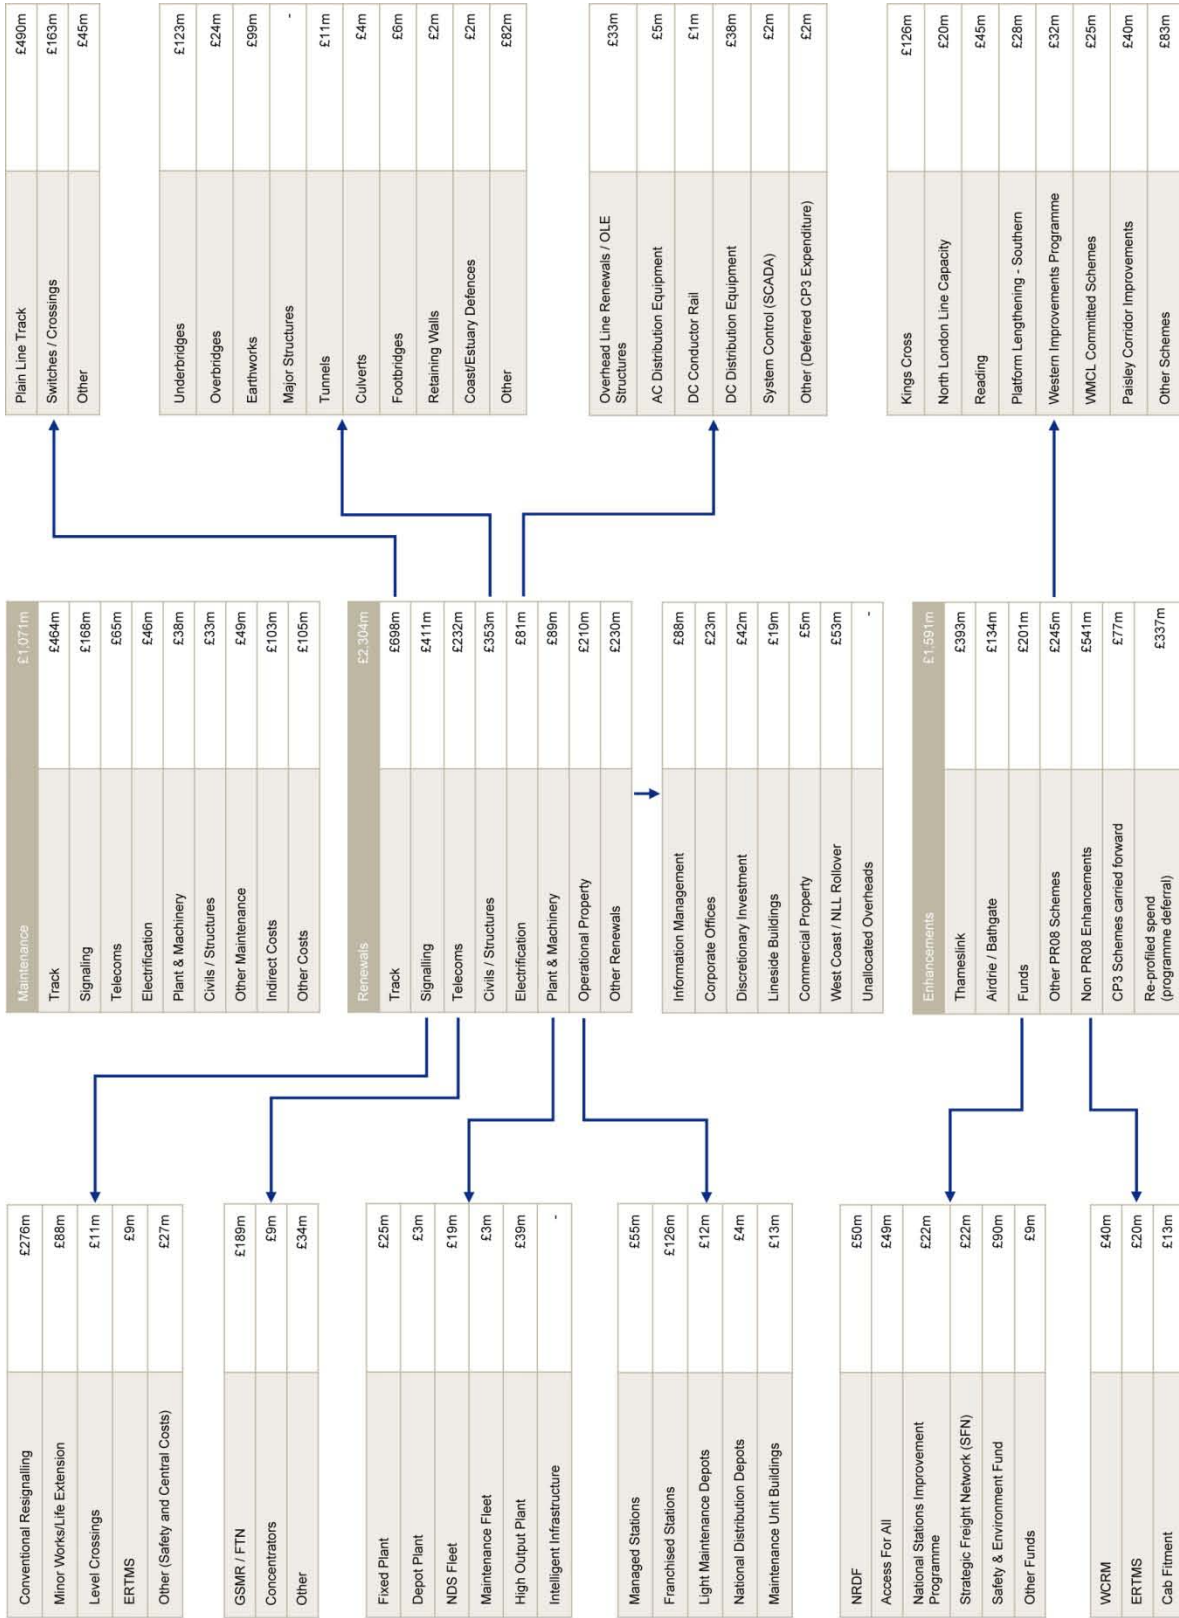 Conventional Resignalling £276m
Minor Works/Life Extension £88m
Level Crossings £11m
ERTMS £9m
Other (Safety and Central Costs) £27m
GSMR / FTN £189m
Concentrators £9m
Other £34m
Fixed Plant £25m
Depot Plant £3m
NDS Fleet £19m
Maintenance Fleet £3m
High Output Plant £39m
Intelligent Infrastructure -
Managed Stations £55m
Franchised Stations £126m
Light Maintenance Depots £12m
National Distribution Depots £4m
Maintenance Unit Buildings £13m
NRDF £50m
Access For All £49m
National Stations Improvement
Programme £22m
Strategic Freight Network (SFN) £22m
Safety & Environment Fund £90m
Other Funds £9m
WCRM £40m
ERTMS £20m
Cab Fitment £13m
Maintenance £1,071m
Track £464m
Signaling £168m
Telecoms £65m
Electrification £46m
Plant & Machinery £38m
Civils / Structures £33m
Other Maintenance £49m
Indirect Costs £103m
Other Costs £105m
Renewals £2,304m
Track £698m
Signalling £411m
Telecoms £232m
Civils / Structures £353m
Electrification £81m
Plant & Machinery £89m
Operational Property £210m
Other Renewals £230m
Information Management £88m
Corporate Offices £23m
Discretionary Investment £42m
Lineside Buildings £19m
Commercial Property £5m
West Coast / NLL Rollover £53m
Unallocated Overheads -
Enhancements £1,591m
Thameslink £393m
Airdrie / Bathgate £134m
Funds £201m
Other PR08 Schemes £245m
Non PR08 Enhancements £541m
CP3 Schemes carried forward £77m
Re-profiled spend
(programme deferral) £337m
Plain Line Track £490m
Switches / Crossings £163m
Other £45m
Underbridges £123m
Overbridges £24m
Earthworks £99m
Major Structures -
Tunnels £11m
Culverts £4m
Footbridges £6m
Retaining Walls £2m
Coast/Estuary Defences £2m
Other £82m
Overhead Line Renewals / OLE
Structures £33m
AC Distribution Equipment £5m
DC Conductor Rail £1m
DC Distribution Equipment £38m
System Control (SCADA) £2m
Other (Deferred CP3 Expenditure) £2m
Kings Cross £126m
North London Line Capacity £20m
Reading £45m
Platform Lengthening - Southern £28m
Western Improvements Programme £32m
WMCL Committed Schemes £25m
Paisley Corridor Improvements £40m
Other Schemes £83m